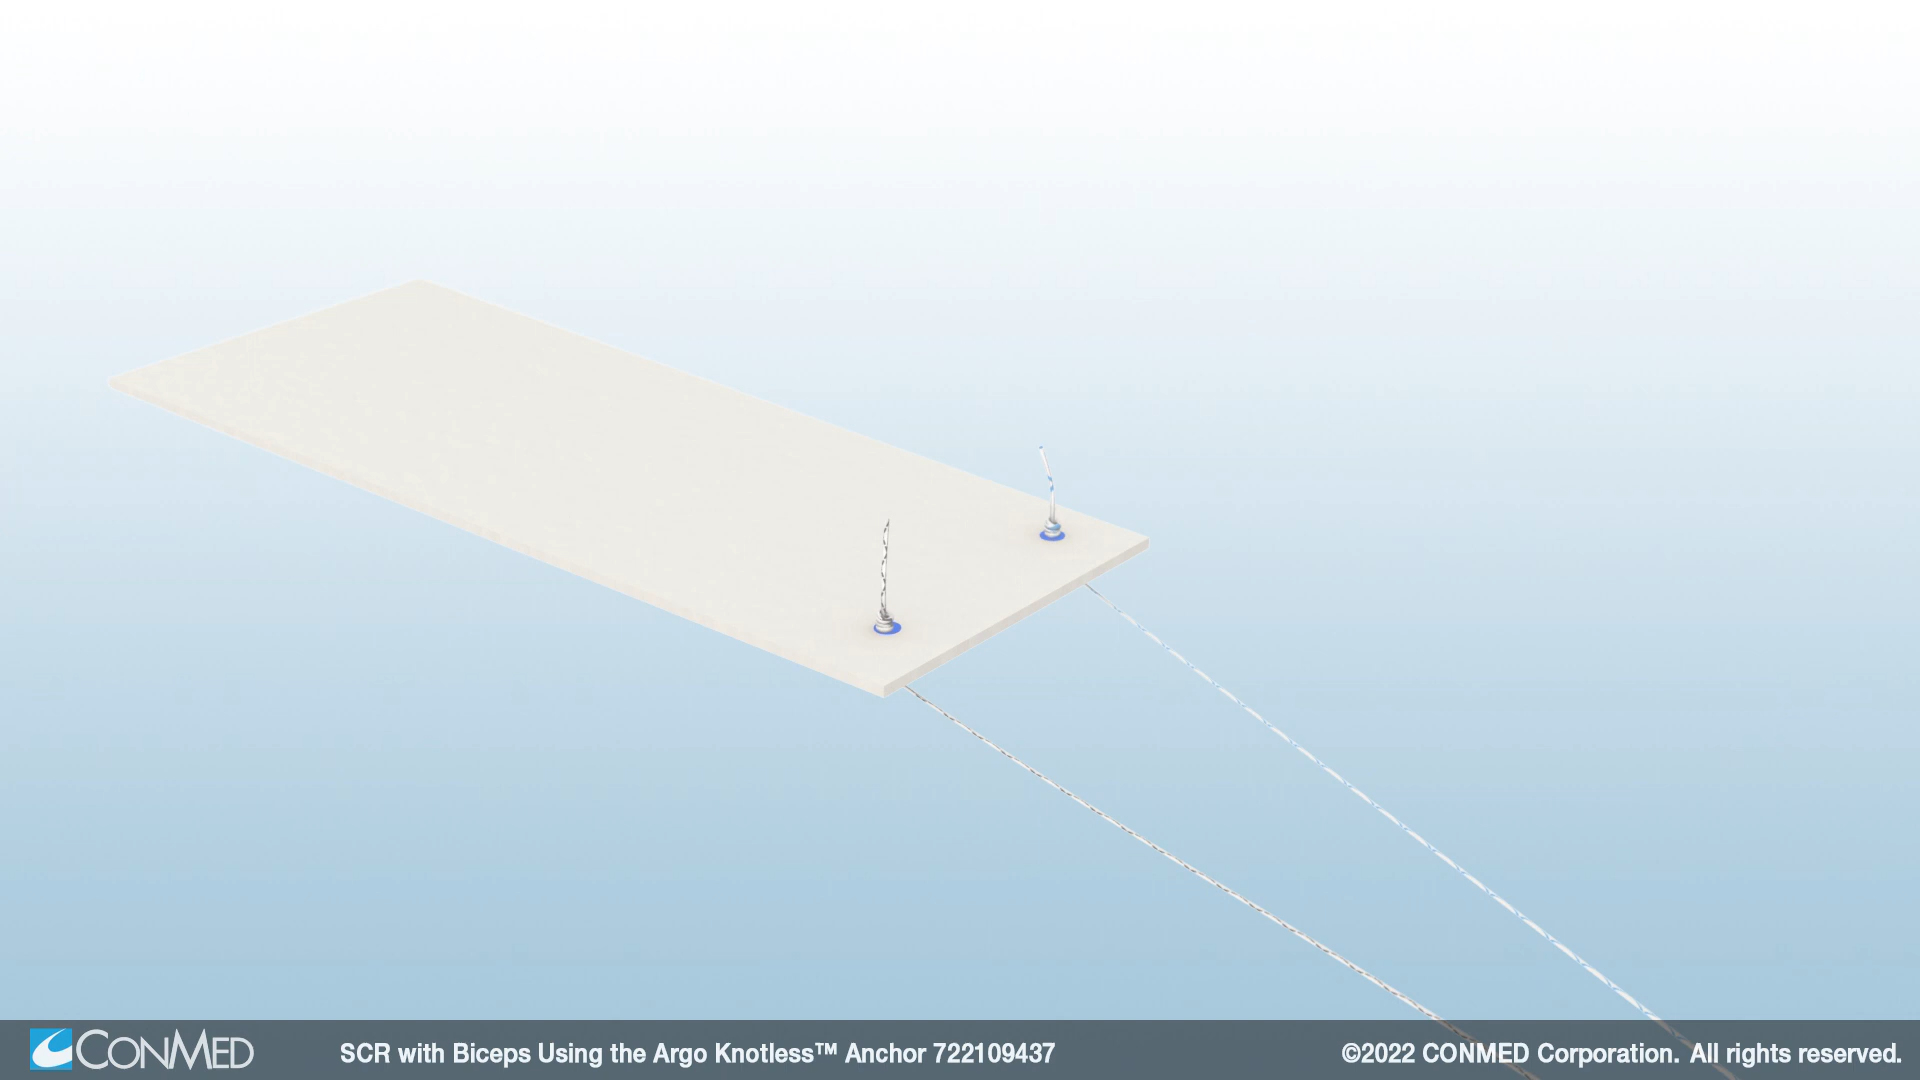 CONMED
SCR with Biceps Using the Argo Knotless™ Anchor 722109437
©2022 CONMED Corporation. All rights reserved.